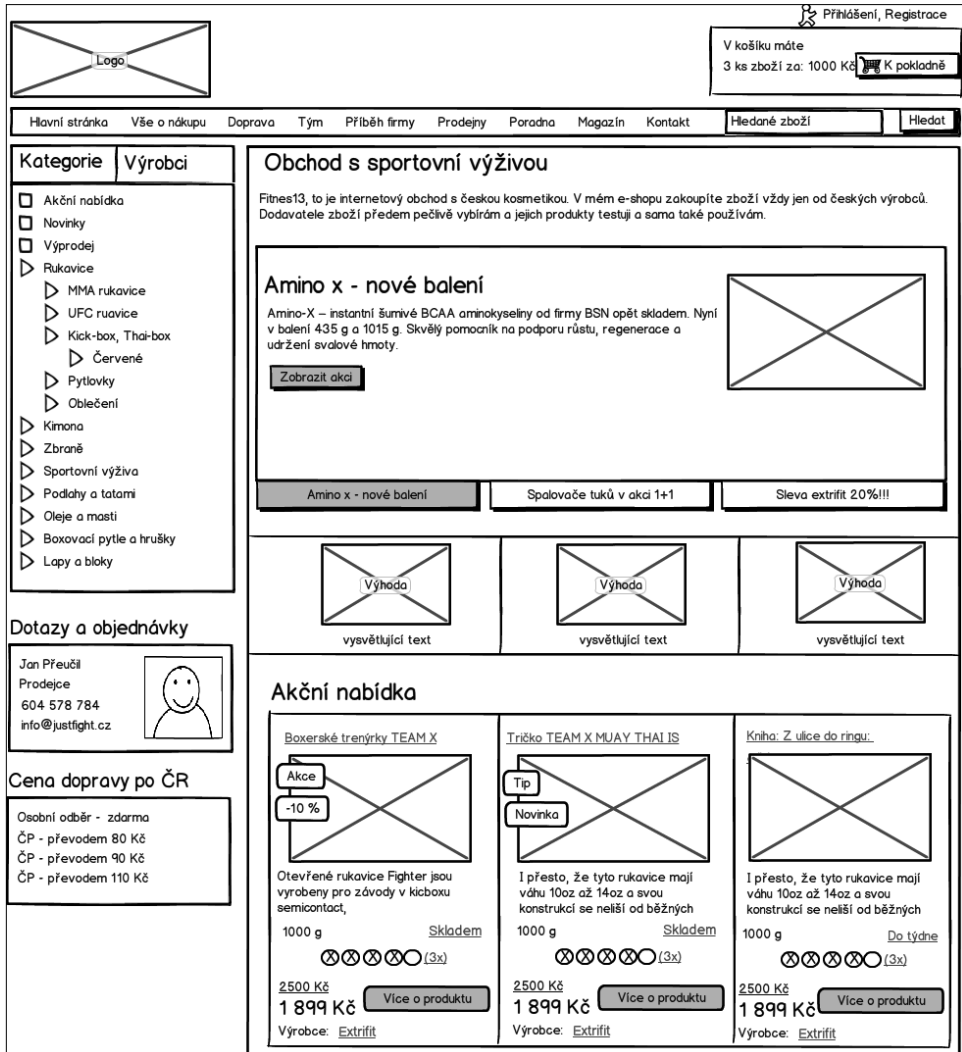 Přihlášení, Registrace
Logo
V košíku máte
3 ks zboží za: 1000 Kč
K pokladně
Hlavní stránka Vše o nákupu Doprava Tým Příběh firmy Prodejny Poradna Magazín Kontakt Hledané zboží Hledat
Kategorie Výrobci
Akční nabídka
Novinky
Výprodej
Rukavice
MMA rukavice
UFC ruavice
Kick-box, Thai-box
Červené
Pytlovky
Oblečení
Kimona
Zbraně
Sportovní výživa
Podlahy a tatami
Oleje a masti
Boxovací pytle a hrušky
Lapy a bloky
Dotazy a objednávky
Jan Přeučil
Prodejce
604 578 784
info@justfight.cz
Cena dopravy po ČR
Osobní odběr - zdarma
ČP - převodem 80 Kč
ČP - převodem 90 Kč
ČP - převodem 110 Kč
Obchod s sportovní výživou
Fitnes13, to je internetový obchod s českou kosmetikou. V mém e-shopu zakoupíte zboží vždy jen od českých výrobců.
Dodavatele zboží předem pečlivě vybírám a jejich produkty testuji a sama také používám.
Amino x - nové balení
Amino-X – instantní šumivé BCAA aminokyseliny od firmy BSN opět skladem. Nyní
v balení 435 g a 1015 g. Skvělý pomocník na podporu růstu, regenerace a
udržení svalové hmoty.
Zobrazit akci
Amino x - nové balení
Spalovače tuků v akci 1+1
Sleva extrifit 20%!!!
Výhoda
vysvětlující text
Výhoda
vysvětlující text
Výhoda
vysvětlující text
Akční nabídka
Boxerské trenýrky TEAM X
Akce
-10 %
Otevřené rukavice Fighter jsou
vyrobeny pro závody v kicboxu
semicontact,
1000 g Skladem
(3x)
2500 Kč
1 899 Kč
Více o produktu
Výrobce: Extrifit
Tričko TEAM X MUAY THAI IS
Tip
Novinka
I přesto, že tyto rukavice mají
váhu 10oz až 14oz a svou
konstrukcí se neliší od běžných
1000 g Skladem
(3x)
2500 Kč
1 899 Kč
Více o produktu
Výrobce: Extrifit
Kniha: Z ulice do ringu:
I přesto, že tyto rukavice mají
váhu 10oz až 14oz a svou
konstrukcí se neliší od běžných
1000 g Do týdne
(3x)
2500 Kč
1 899 Kč
Více o produktu
Výrobce: Extrifit